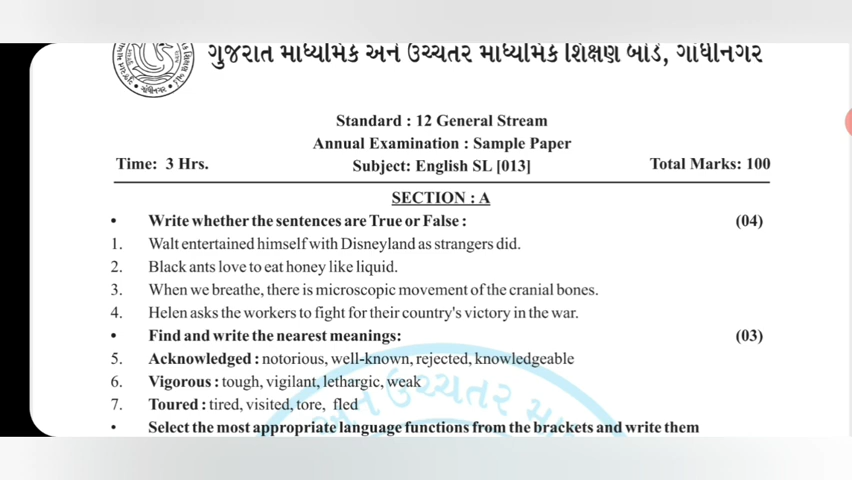 ગુજરાત માધ્યમિક અને ઉચ્ચતર માધ્યમિક શિક્ષણ બોર્ડ, ગાંધીનગર
Standard : 12 General Stream
Annual Examination : Sample Paper
Time: 3 Hrs. Subject: English SL [013] Total Marks: 100
SECTION : A
• Write whether the sentences are True or False : (04)
1. Walt entertained himself with Disneyland as strangers did.
2. Black ants love to eat honey like liquid.
3. When we breathe, there is microscopic movement of the cranial bones.
4. Helen asks the workers to fight for their country's victory in the war.
• Find and write the nearest meanings: (03)
5. Acknowledged : notorious, well-known, rejected, knowledgeable
6. Vigorous : tough, vigilant, lethargic, weak
7. Toured : tired, visited, tore, fled
• Select the most appropriate language functions from the brackets and write them
અને ઉચ્ચતર મા